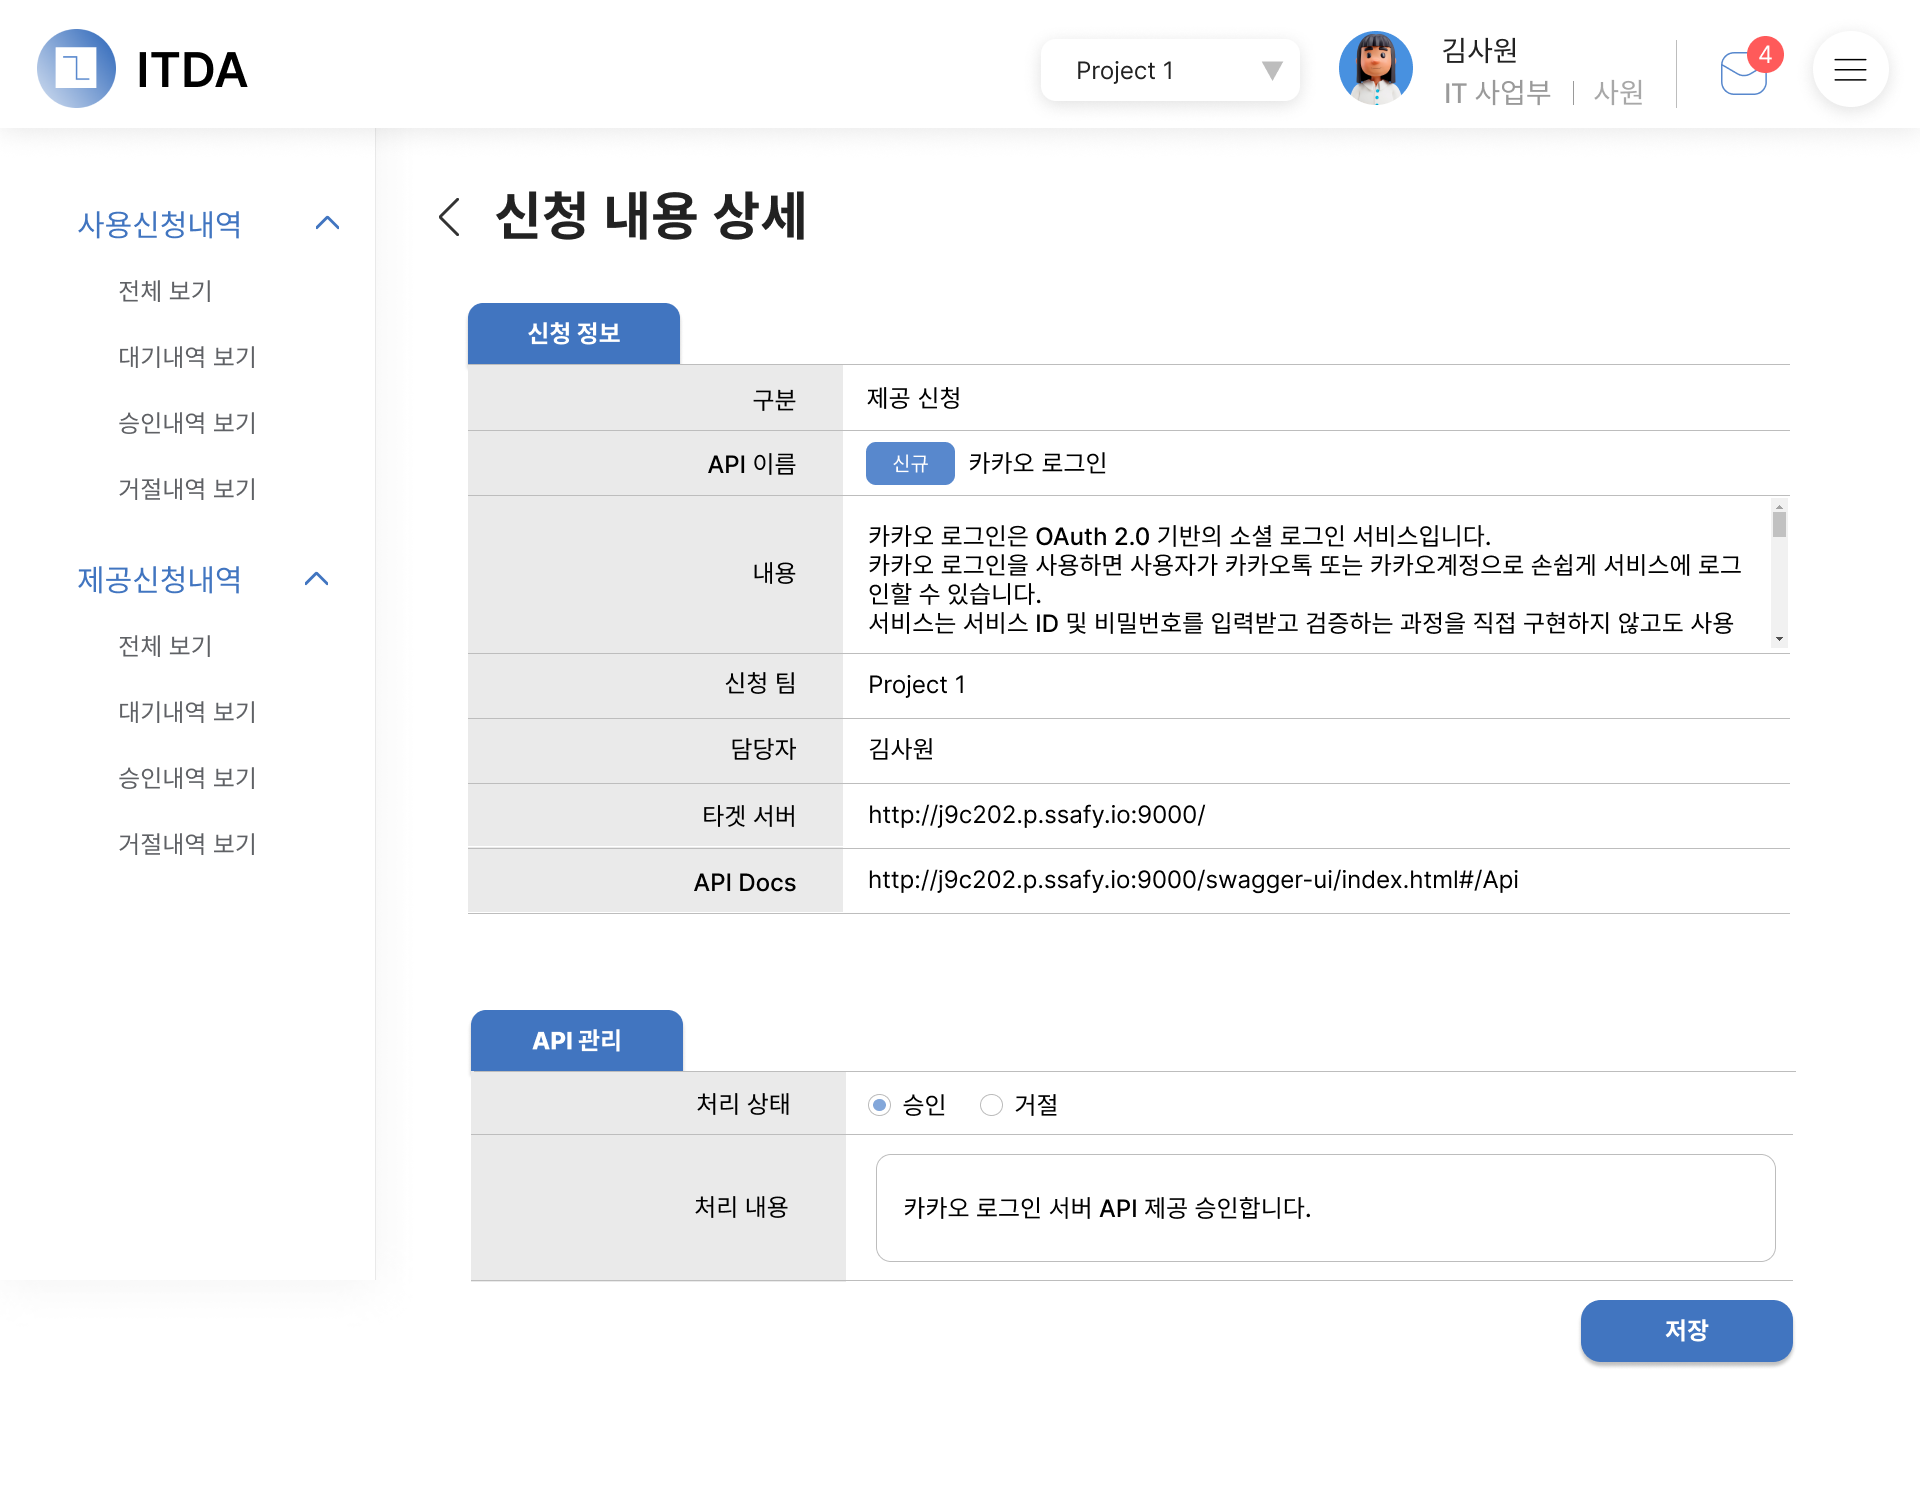 ITDA
Project 1
김사원
IT 사업부
사원
4
사용신청내역
전체 보기
대기내역 보기
승인내역 보기
거절내역 보기
제공신청내역
전체 보기
대기내역 보기
승인내역 보기
거절내역 보기
신청 내용 상세
신청 정보
구분
제공 신청
API 이름
신규
카카오 로그인
내용
카카오 로그인은 OAuth 2.0 기반의 소셜 로그인 서비스입니다.
카카오 로그인을 사용하면 사용자가 카카오톡 또는 카카오계정으로 손쉽게 서비스에 로그
인할 수 있습니다.
서비스는 서비스 ID 및 비밀번호를 입력받고 검증하는 과정을 직접 구현하지 않고도 사용
신청 팀
Project 1
담당자
김사원
타겟 서버
http://j9c202.p.ssafy.io:9000/
API Docs
http://j9c202.p.ssafy.io:9000/swagger-ui/index.html#/Api
API 관리
처리 상태
승인
거절
처리 내용
카카오 로그인 서버 API 제공 승인합니다.
저장